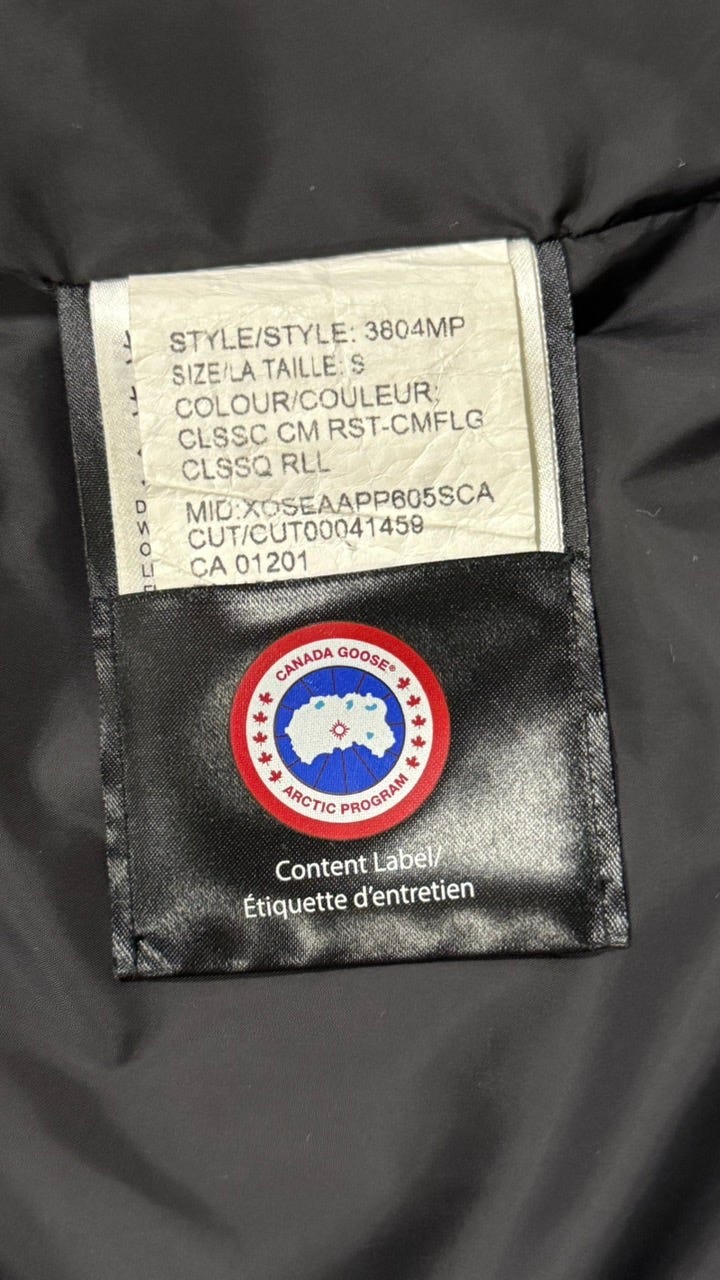 STYLE/STYLE: 3804MP
SIZE/LA TAILLE: S
COLOUR/COULEUR:
CLSSC CM RST-CMFLG
CLSSQ RLL
MID:XOSEAAPP605SCA
CUT/CUT00041459
CA 01201
CANADA GOOSE®
ARCTIC PROGRAM
Content Label/
Étiquette d'entretien